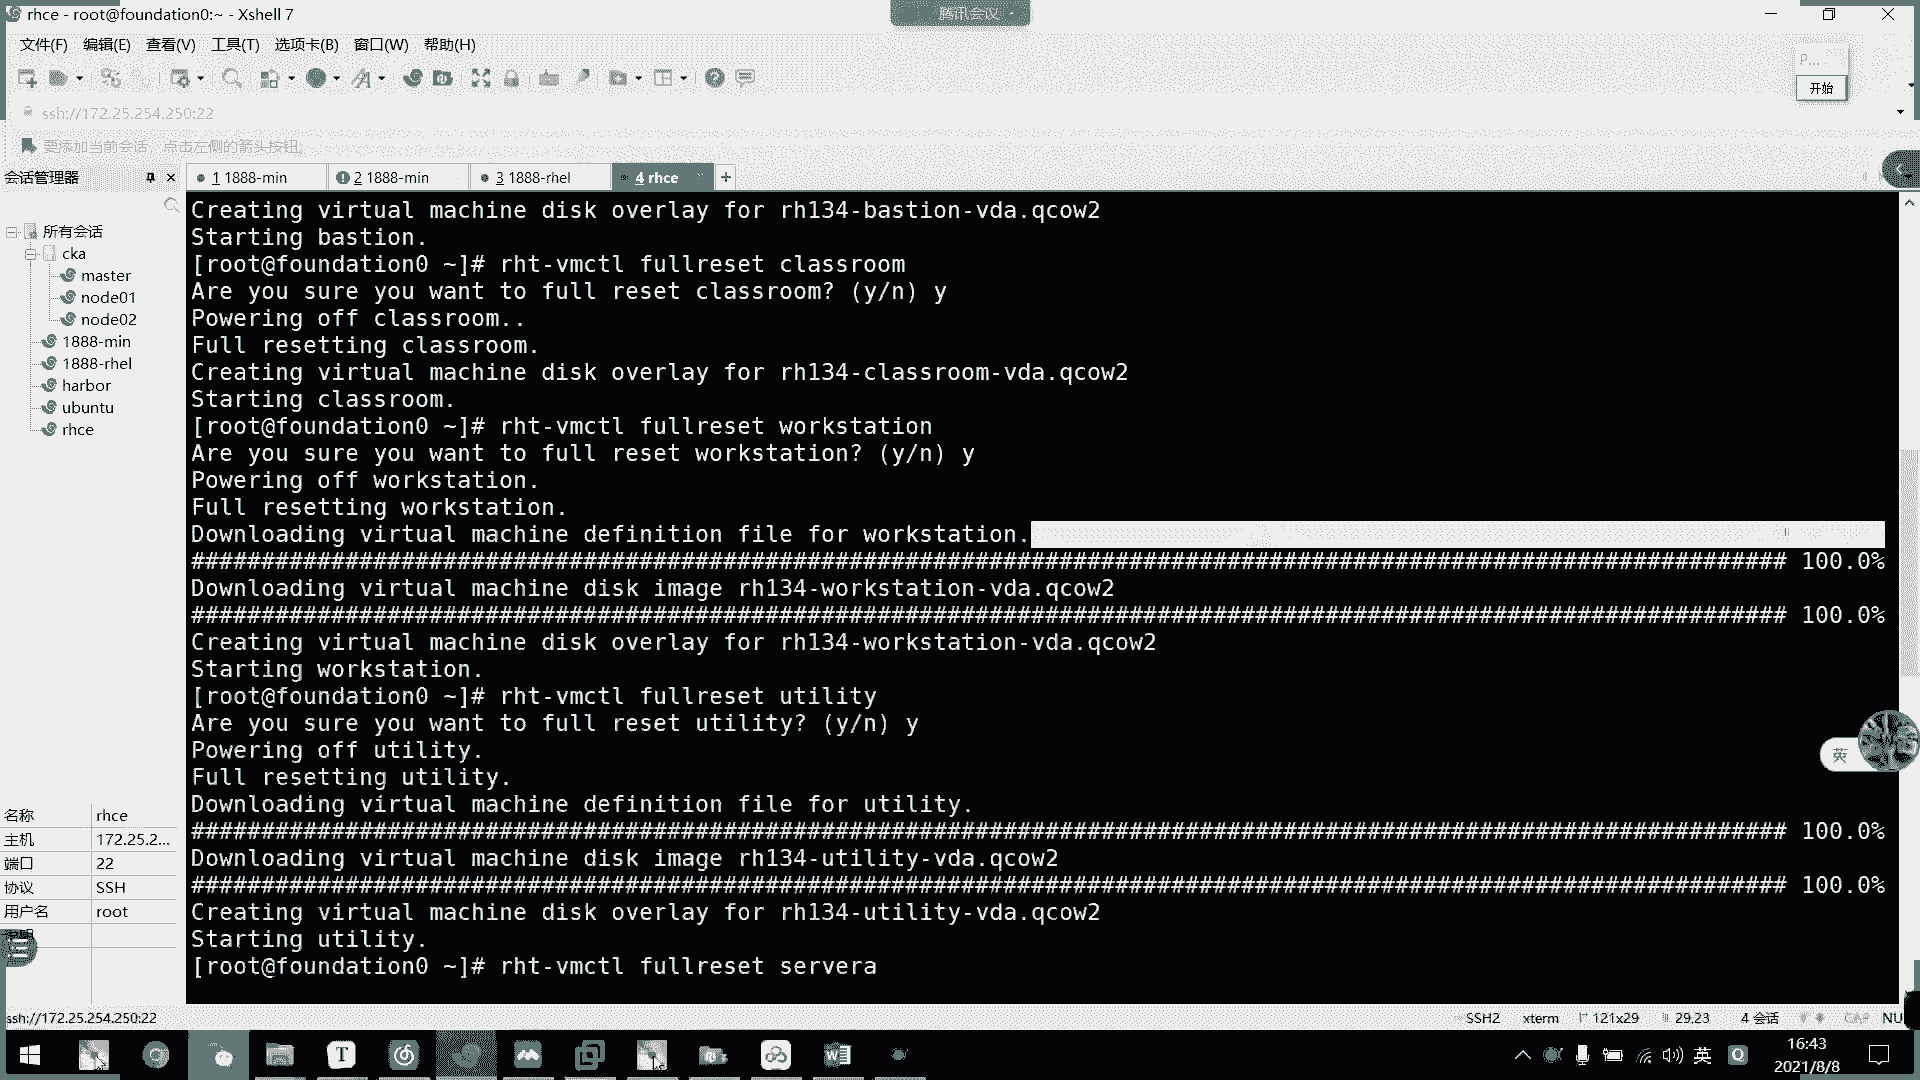 rhce - root@foundation0:~ - Xshell 7
腾讯会议
文件(F) 编辑(E) 查看(V) 工具(T) 选项卡(B) 窗口(W) 帮助(H)
P...
开始
ssh://172.25.254.250:22
要添加当前会话，点击左侧的箭头按钮。
会话管理器
1 1888-min
2 1888-min
3 1888-rhel
4 rhce
所有会话
cka
master
node01
node02
1888-min
1888-rhel
harbor
ubuntu
rhce
Creating virtual machine disk overlay for rh134-bastion-vda.qcow2
Starting bastion.
[root@foundation0 ~]# rht-vmctl fullreset classroom
Are you sure you want to full reset classroom? (y/n) y
Powering off classroom..
Full resetting classroom.
Creating virtual machine disk overlay for rh134-classroom-vda.qcow2
Starting classroom.
[root@foundation0 ~]# rht-vmctl fullreset workstation
Are you sure you want to full reset workstation? (y/n) y
Powering off workstation.
Full resetting workstation.
Downloading virtual machine definition file for workstation.
################################################################################################################## 100.0%
Downloading virtual machine disk image rh134-workstation-vda.qcow2
################################################################################################################## 100.0%
Creating virtual machine disk overlay for rh134-workstation-vda.qcow2
Starting workstation.
[root@foundation0 ~]# rht-vmctl fullreset utility
Are you sure you want to full reset utility? (y/n) y
Powering off utility.
Full resetting utility.
Downloading virtual machine definition file for utility.
################################################################################################################## 100.0%
Downloading virtual machine disk image rh134-utility-vda.qcow2
################################################################################################################## 100.0%
Creating virtual machine disk overlay for rh134-utility-vda.qcow2
Starting utility.
[root@foundation0 ~]# rht-vmctl fullreset servera
名称 rhce
主机 172.25.2...
端口 22
协议 SSH
用户名 root
英
ssh://172.25.254.250:22
SSH2 xterm 121x29 29,23 4 会话 CAP NU
英
16:43
2021/8/8